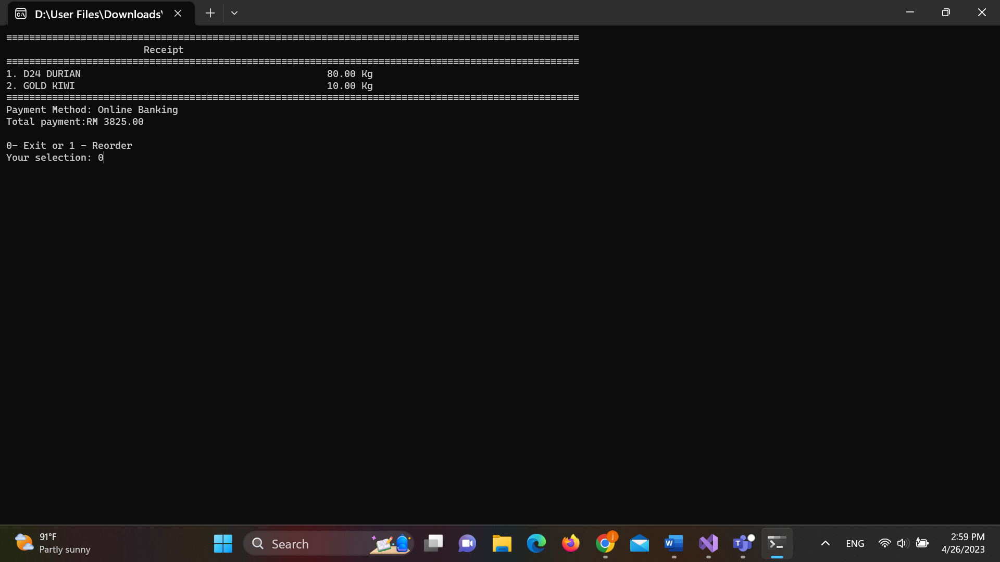 D:\User Files\Downloads\
====================================================================================================
Receipt
====================================================================================================
1. D24 DURIAN 80.00 Kg
2. GOLD KIWI 10.00 Kg
====================================================================================================
Payment Method: Online Banking
Total payment:RM 3825.00
0- Exit or 1 - Reorder
Your selection: 0
91°F
Partly sunny
Search
ENG
2:59 PM
4/26/2023